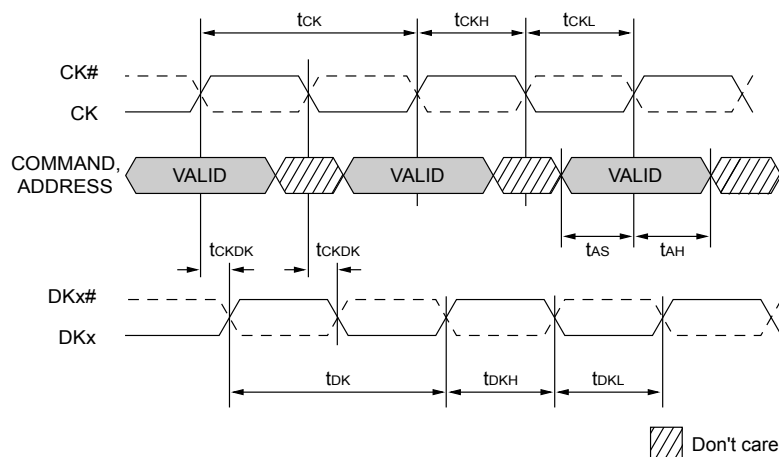 tCK tCKH tCKL
CK#
CK
COMMAND,
ADDRESS
VALID VALID VALID
tAS tAH
tCKDK tCKDK
DKx#
DKx
tDK tDKH tDKL
Don't care